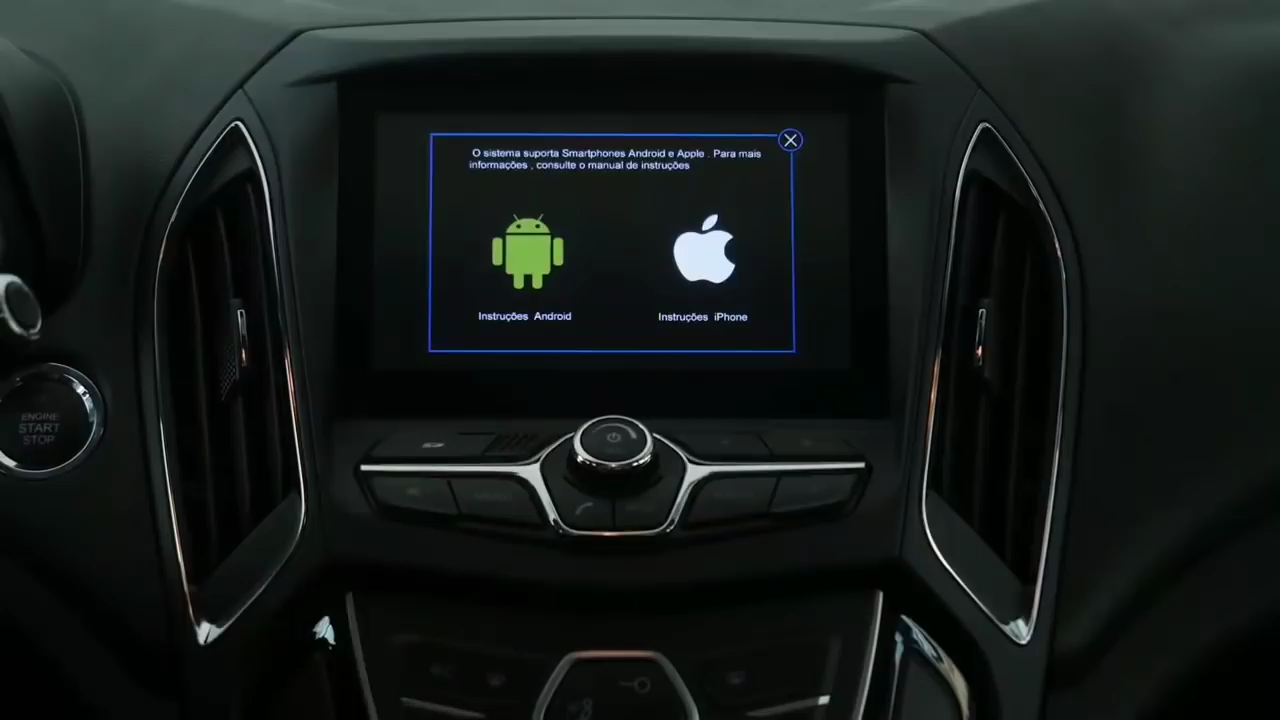 O sistema suporta Smartphones Android e Apple . Para mais
informações , consulte o manual de instruções
Instruções Android
Instruções iPhone
ENGINE
START
STOP